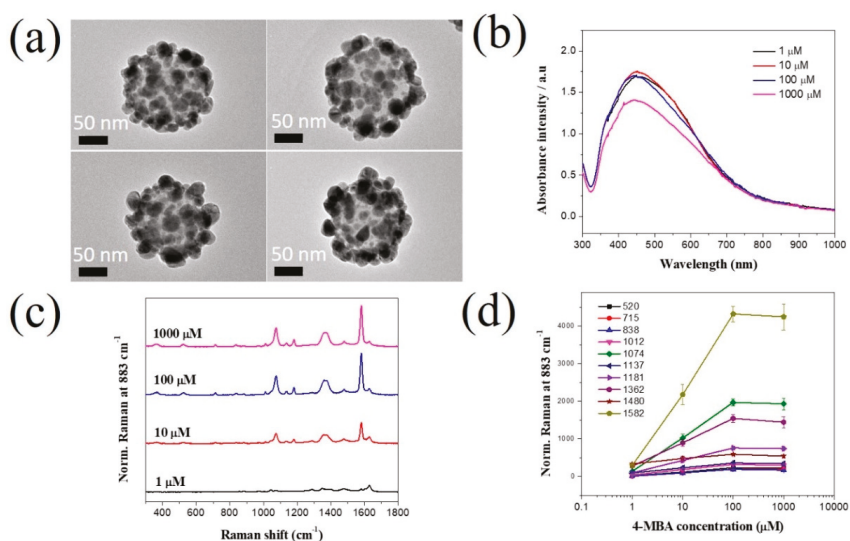 (a)
50 nm
50 nm
50 nm
50 nm
(b)
Absorbance intensity / a.u
2.0
1.5
1.0
0.5
0.0
1 μM
10 μM
100 μM
1000 μM
300 400 500 600 700 800 900 1000
Wavelength (nm)
(c)
Norm. Raman at 883 cm⁻¹
1000 μM
100 μM
10 μM
1 μM
400 600 800 1000 1200 1400 1600 1800
Raman shift (cm⁻¹)
(d)
Norm. Raman at 883 cm⁻¹
4000
3000
2000
1000
0
520
715
838
1012
1074
1137
1181
1362
1480
1582
0.1 1 10 100 1000 10000
4-MBA concentration (μM)